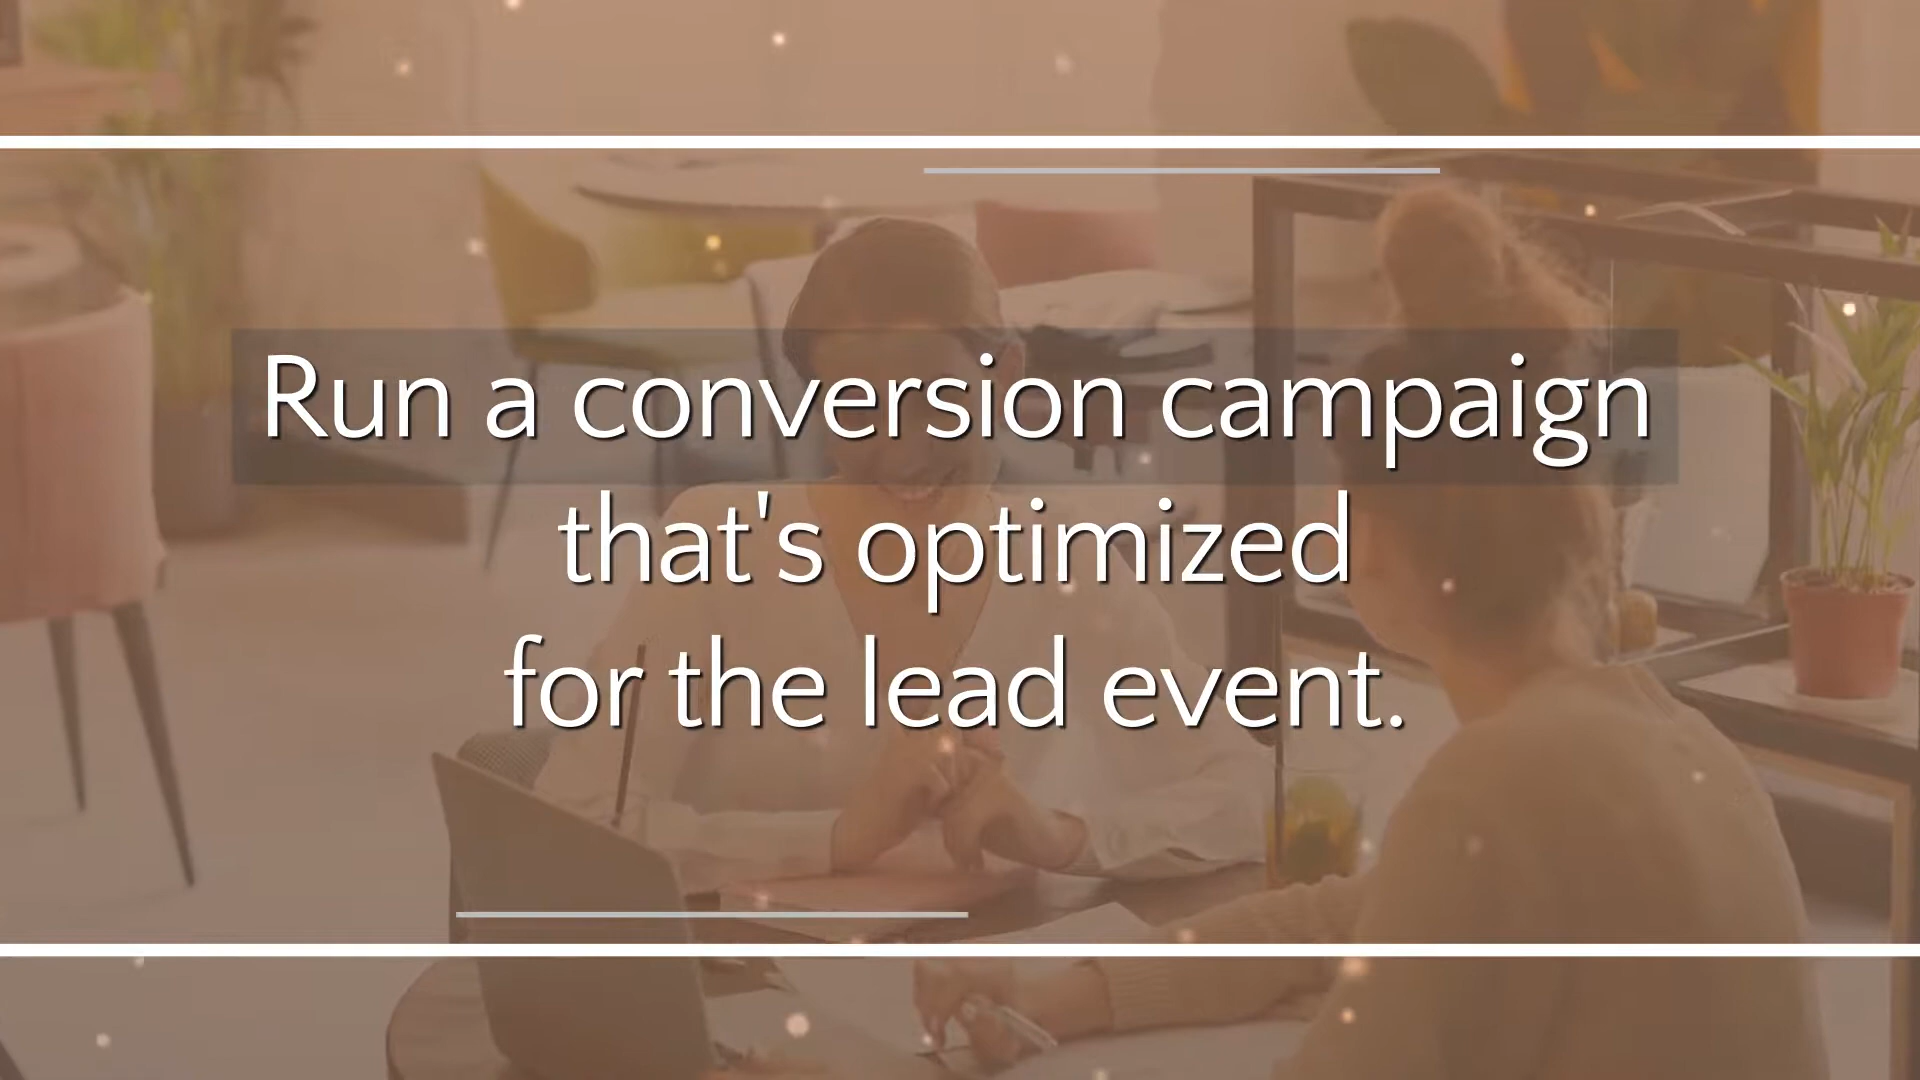 Run a conversion campaign
that's optimized
for the lead event.